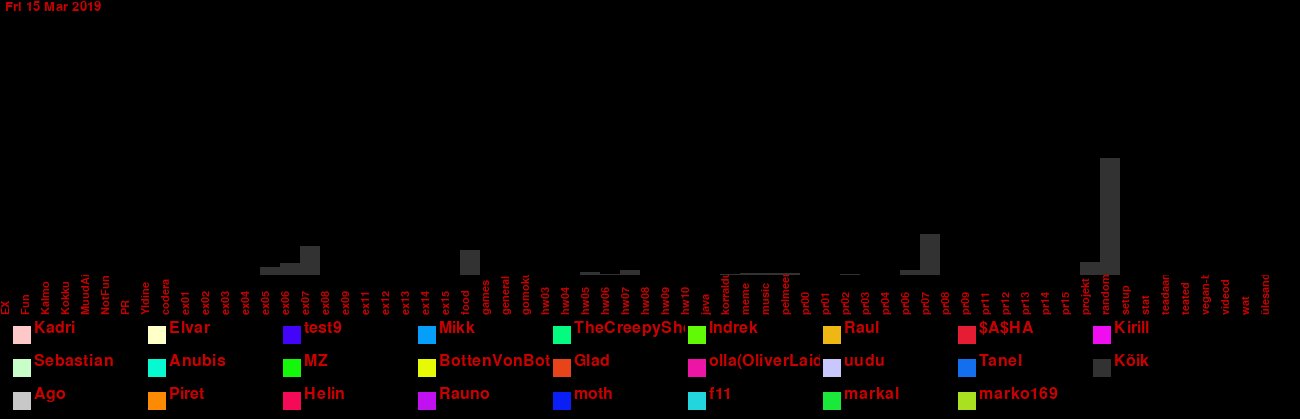 Fri 15 Mar 2019
EX Fun Kalmo Kokku MuudAi NotFun PR Yldine codera ex01 ex02 ex03 ex04 ex05 ex06 ex07 ex08 ex09 ex11 ex12 ex13 ex14 ex15 food games general gomoku hw03 hw04 hw05 hw06 hw07 hw08 hw09 hw10 java korraldu meme music pelmee pr00 pr01 pr02 pr03 pr04 pr06 pr07 pr08 pr09 pr11 pr12 pr13 pr14 pr15 projekt random setup stat teadaan teated vegan-t videod wat ülesand
Kadri Elvar test9 Mikk TheCreepySh Indrek Raul $A$HA Kirill
Sebastian Anubis MZ BottenVonBot Glad olla(OliverLaid uudu Tanel Köik
Ago Piret Helin Rauno moth f11 markal marko169